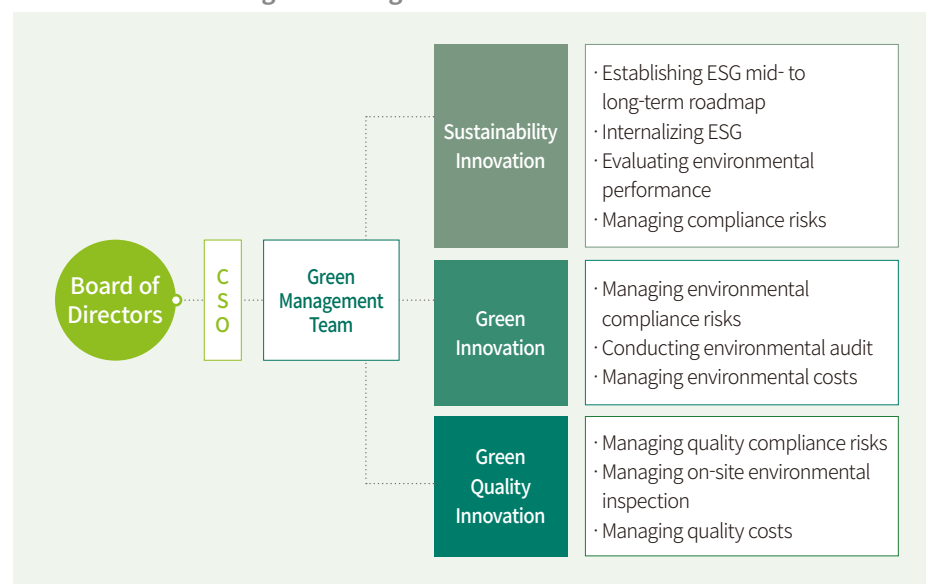 Board of
Directors
C
S
O
Green
Management
Team
Sustainability
Innovation
· Establishing ESG mid- to
long-term roadmap
· Internalizing ESG
· Evaluating environmental
performance
· Managing compliance risks
Green
Innovation
· Managing environmental
compliance risks
· Conducting environmental audit
· Managing environmental costs
Green
Quality
Innovation
· Managing quality compliance risks
· Managing on-site environmental
inspection
· Managing quality costs